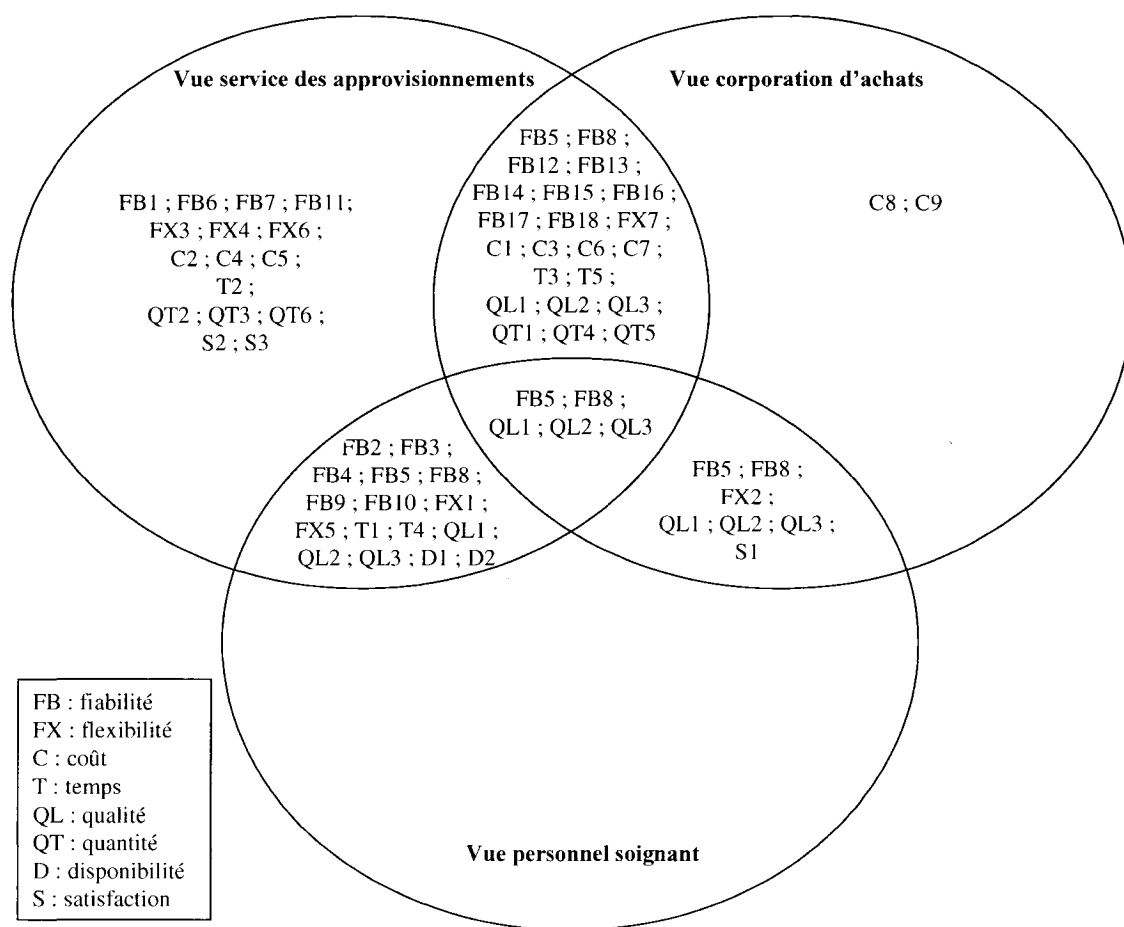 Vue service des approvisionnements
Vue corporation d'achats
FB5 ; FB8 ;
FB12 ; FB13 ;
FB14 ; FB15 ; FB16 ;
FB17 ; FB18 ; FX7 ;
C1 ; C3 ; C6 ; C7 ;
T3 ; T5 ;
QL1 ; QL2 ; QL3 ;
QT1 ; QT4 ; QT5
FB1 ; FB6 ; FB7 ; FB11;
FX3 ; FX4 ; FX6 ;
C2 ; C4 ; C5 ;
T2 ;
QT2 ; QT3 ; QT6 ;
S2 ; S3
C8 ; C9
FB5 ; FB8 ;
QL1 ; QL2 ; QL3
FB2 ; FB3 ;
FB4 ; FB5 ; FB8 ;
FB9 ; FB10 ; FX1 ;
FX5 ; T1 ; T4 ; QL1 ;
QL2 ; QL3 ; D1 ; D2
FB5 ; FB8 ;
FX2 ;
QL1 ; QL2 ; QL3 ;
S1
Vue personnel soignant
FB : fiabilité
FX : flexibilité
C : coût
T : temps
QL : qualité
QT : quantité
D : disponibilité
S : satisfaction